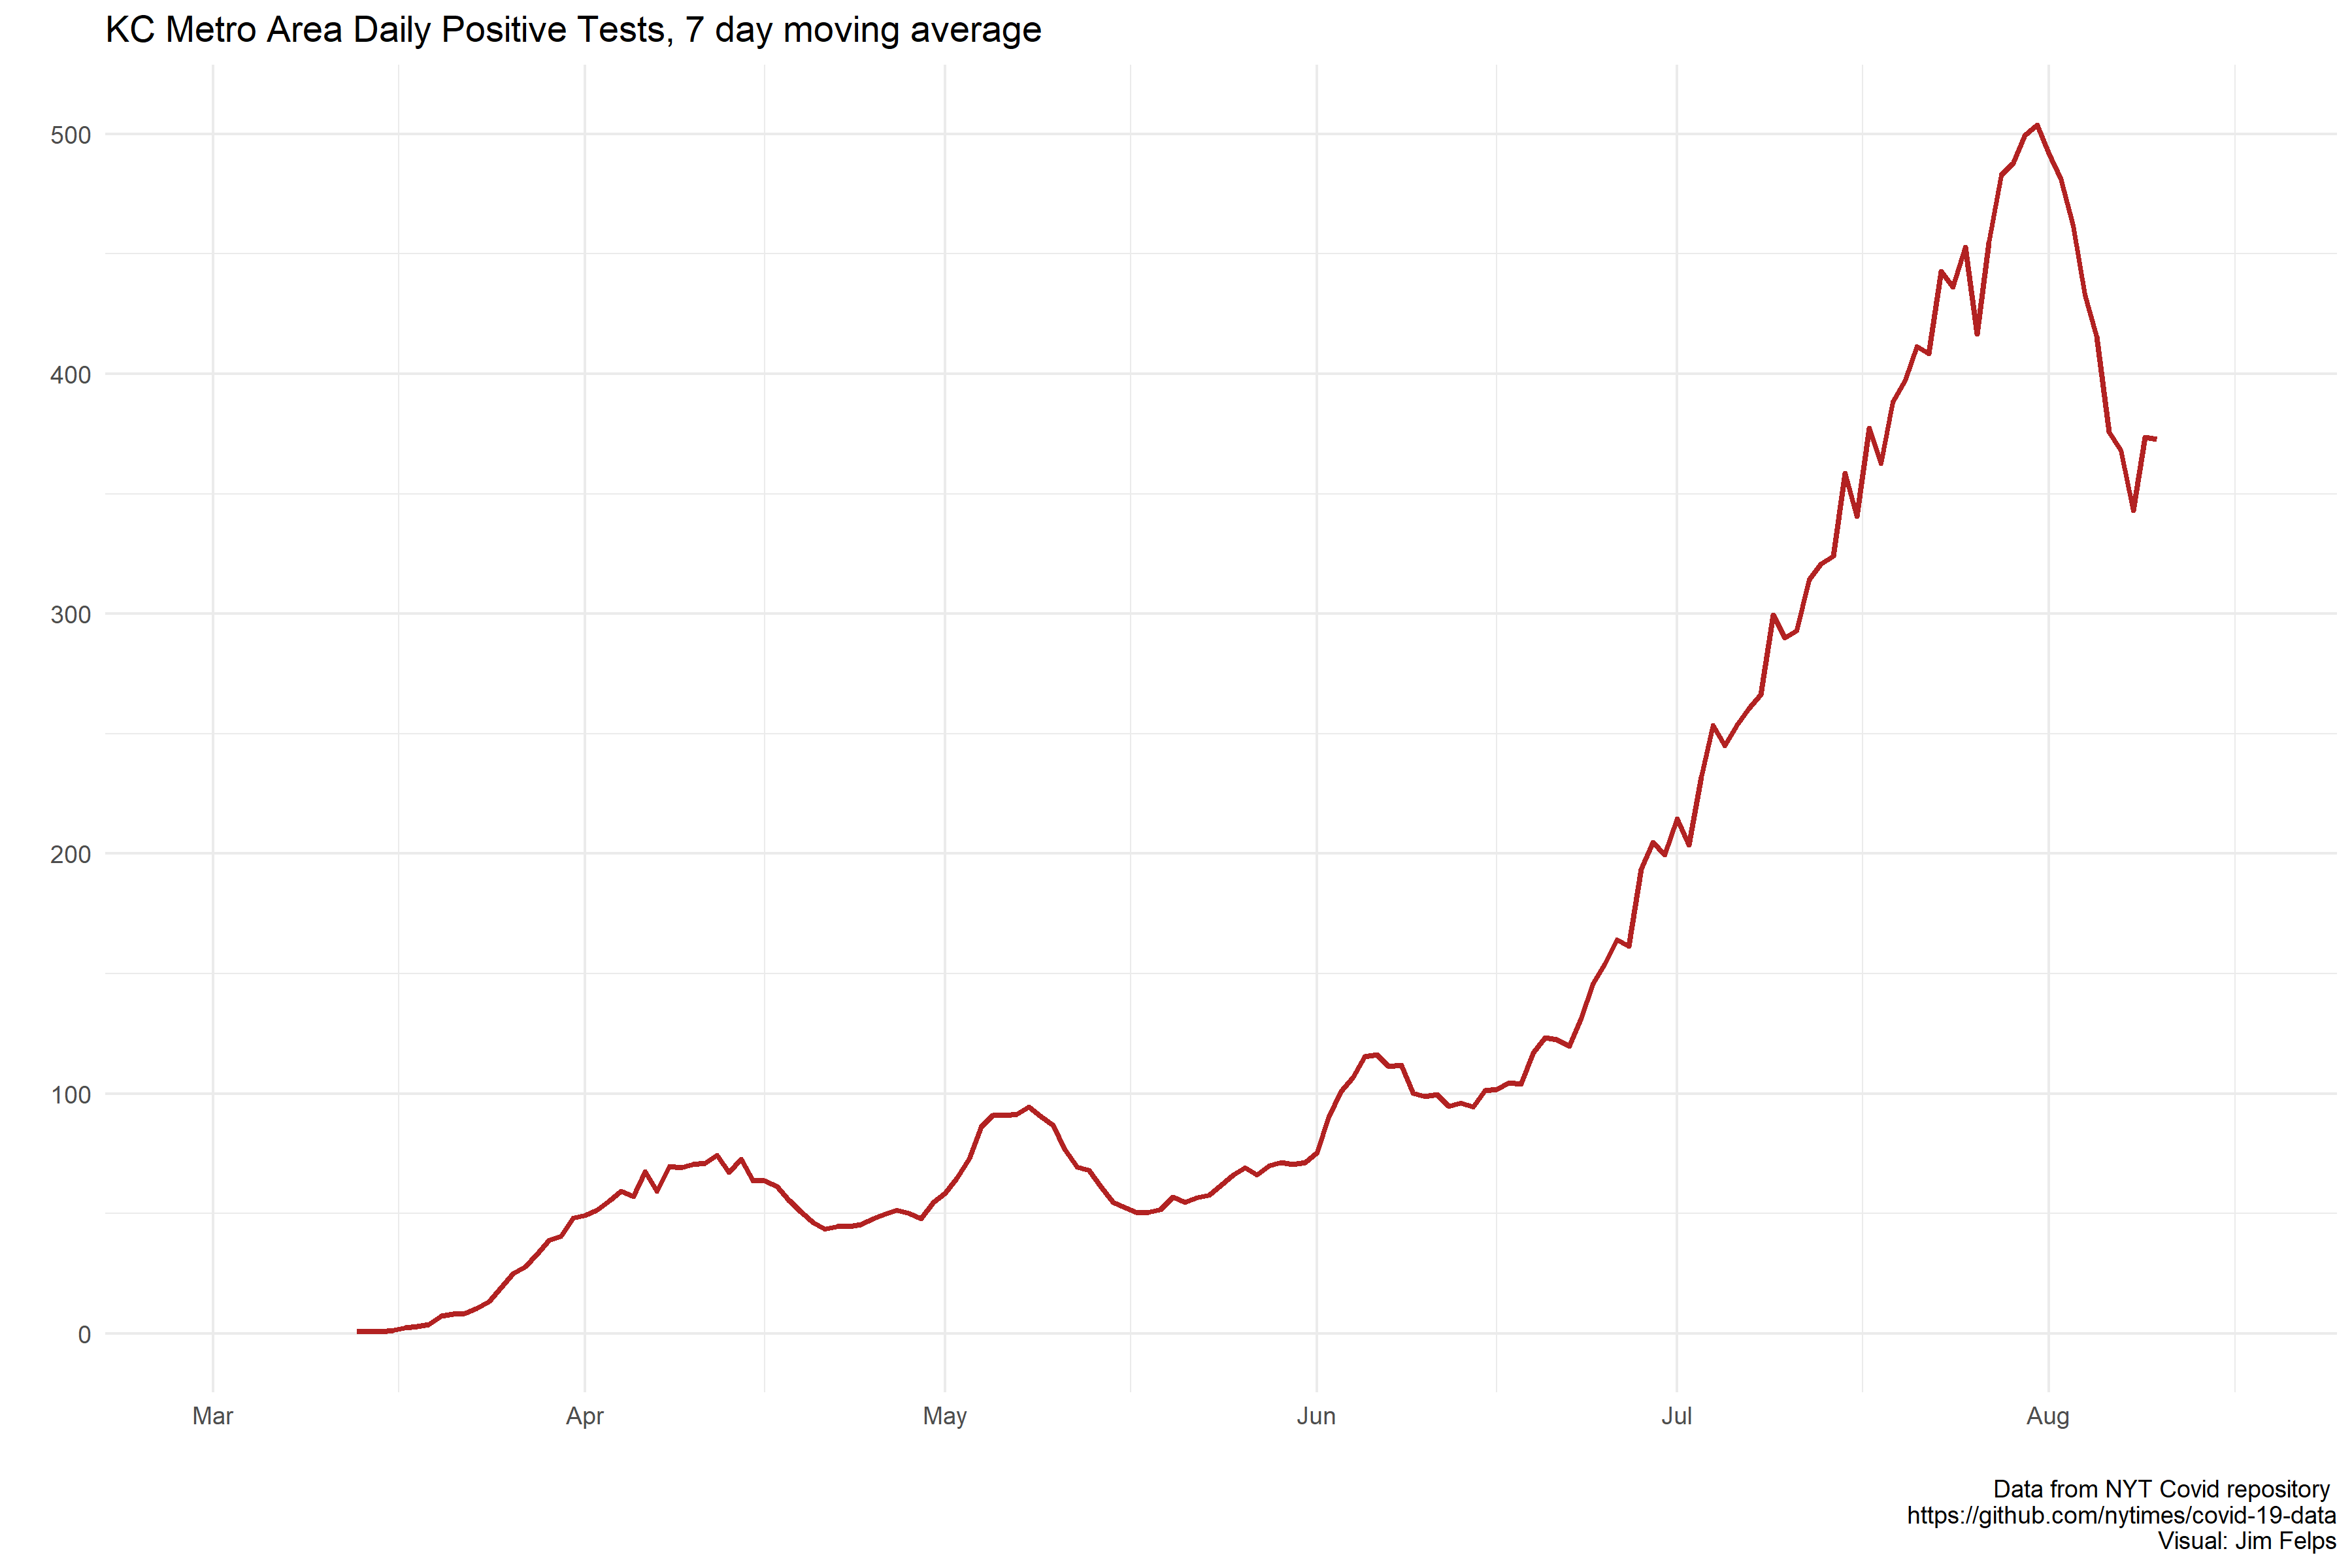 KC Metro Area Daily Positive Tests, 7 day moving average
500
400
300
200
100
0
Mar Apr May Jun Jul Aug
Data from NYT Covid repository
https://github.com/nytimes/covid-19-data
Visual: Jim Felps